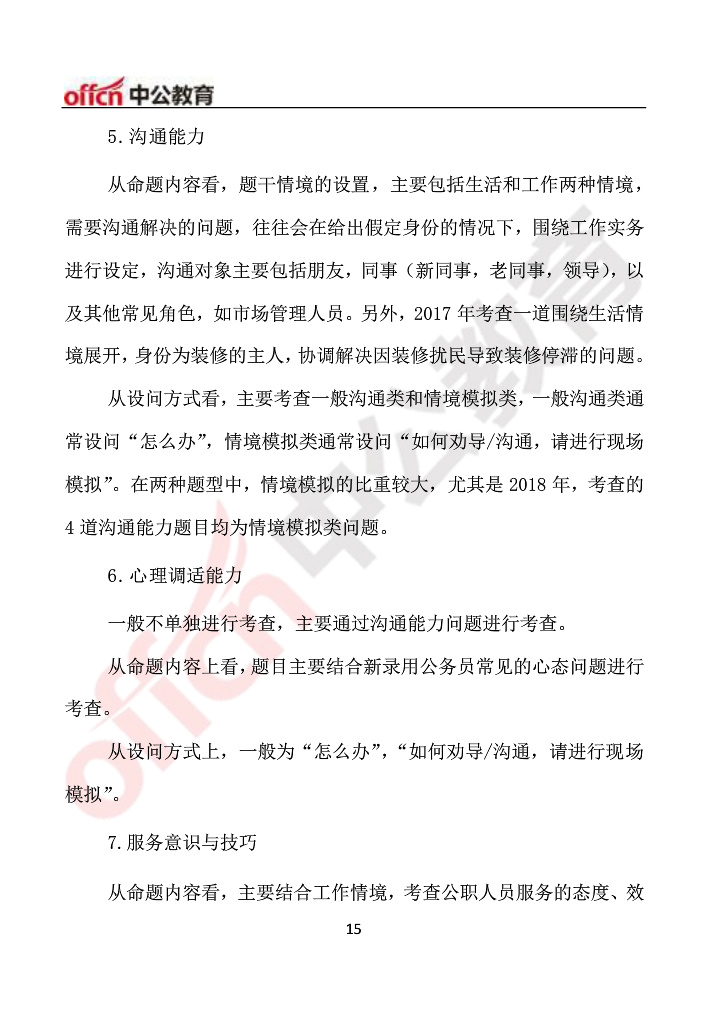 offcn 中公教育
5.沟通能力
从命题内容看，题干情境的设置，主要包括生活和工作两种情境，
需要沟通解决的问题，往往会在给出假定身份的情况下，围绕工作实务
进行设定，沟通对象主要包括朋友，同事（新同事，老同事，领导），以
及其他常见角色，如市场管理人员。另外，2017 年考查一道围绕生活情
境展开，身份为装修的主人，协调解决因装修扰民导致装修停滞的问题。
从设问方式看，主要考查一般沟通类和情境模拟类，一般沟通类通
常设问“怎么办”，情境模拟类通常设问“如何劝导/沟通，请进行现场
模拟”。在两种题型中，情境模拟的比重较大，尤其是 2018 年，考查的
4 道沟通能力题目均为情境模拟类问题。
6.心理调适能力
一般不单独进行考查，主要通过沟通能力问题进行考查。
从命题内容上看，题目主要结合新录用公务员常见的心态问题进行
考查。
从设问方式上，一般为“怎么办”，“如何劝导/沟通，请进行现场
模拟”。
7.服务意识与技巧
从命题内容看，主要结合工作情境，考查公职人员服务的态度、效
15
offcn 中公教育